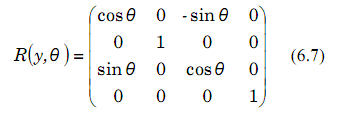 cosθ 0 -sinθ 0
0 1 0 0
R(y,θ)= (6.7)
sinθ 0 cosθ 0
0 0 0 1